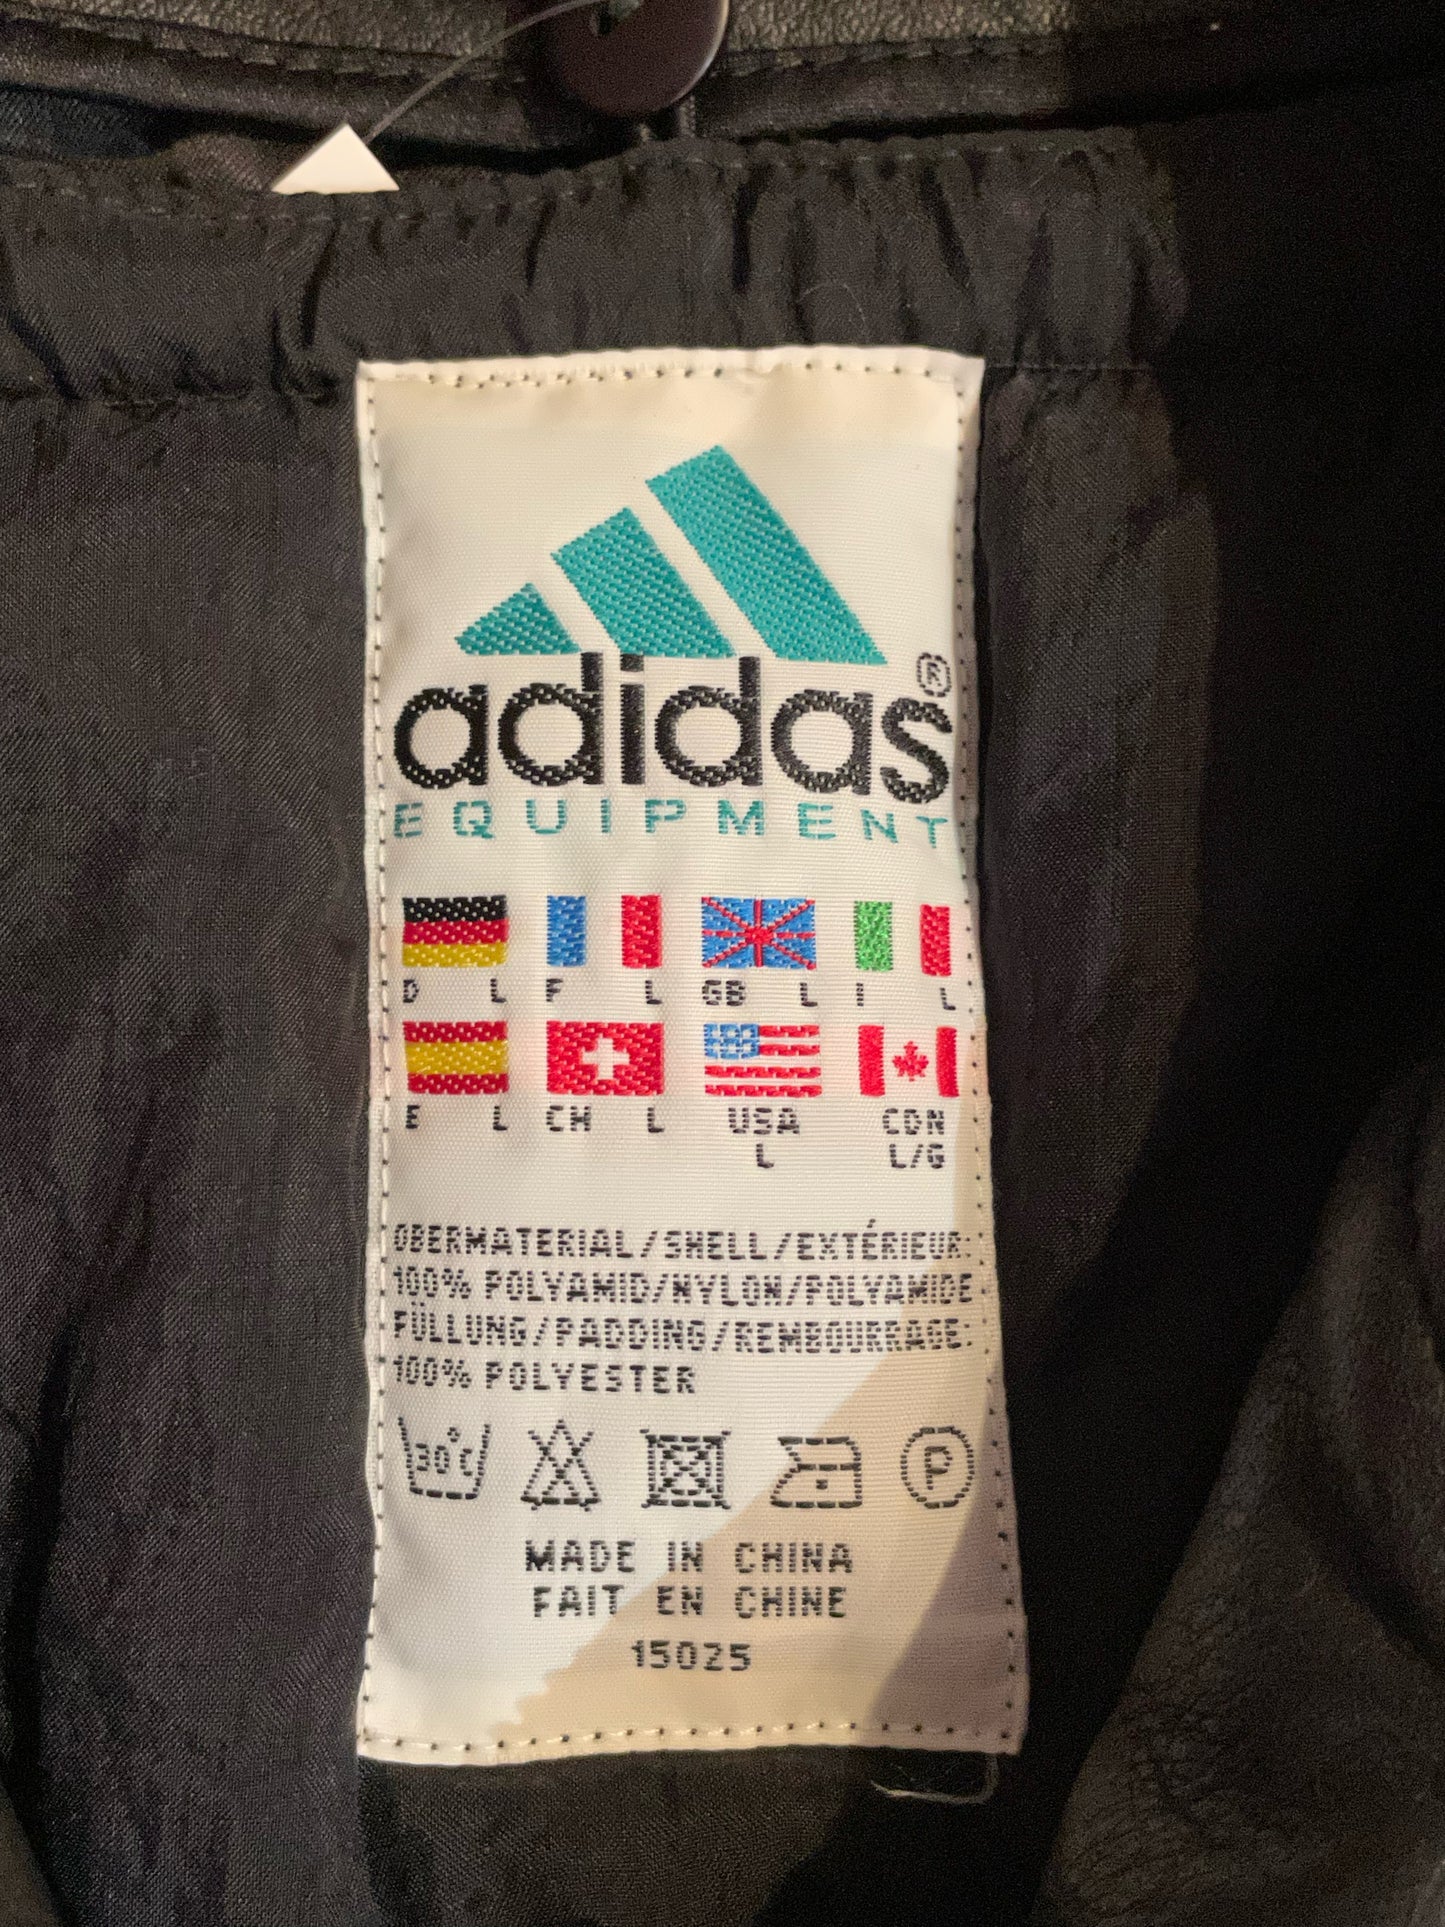 adidas®
EQUIPMENT
D L F L GB L I L
E L CH L USA CDN
L L/G
OBERMATERIAL/SHELL/EXTÉRIEUR:
100% POLYAMID/NYLON/POLYAMIDE
FÜLLUNG/PADDING/REMBOURRAGE:
100% POLYESTER
30°C P
MADE IN CHINA
FAIT EN CHINE
15025